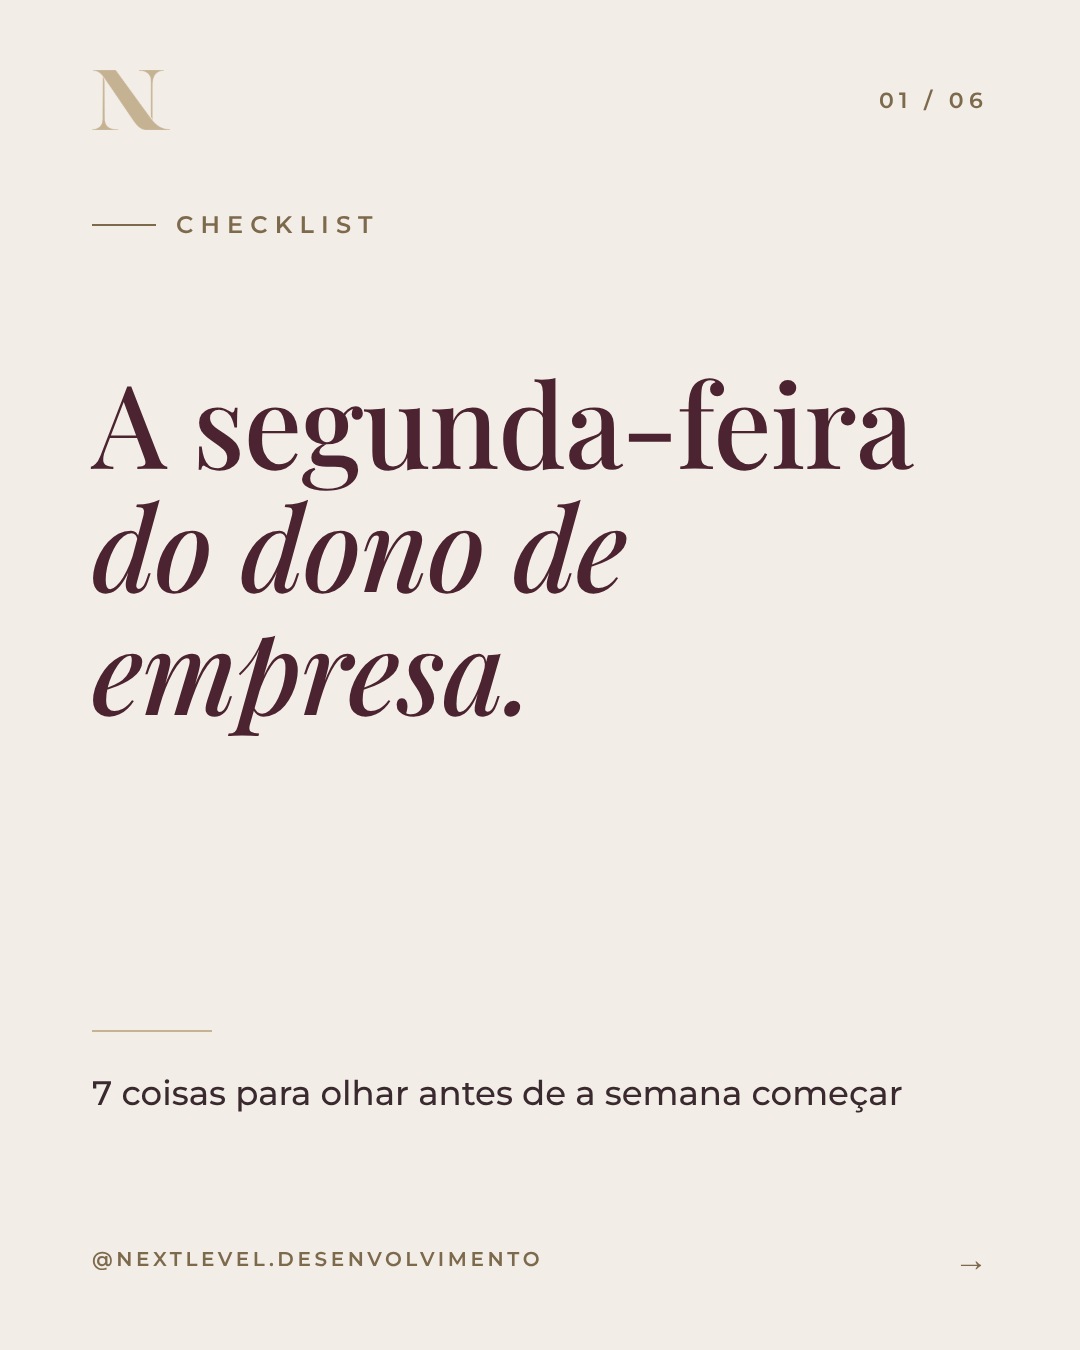 N
01 / 06
CHECKLIST
A segunda-feira
do dono de
empresa.
7 coisas para olhar antes de a semana começar
@NEXTLEVEL.DESENVOLVIMENTO
→